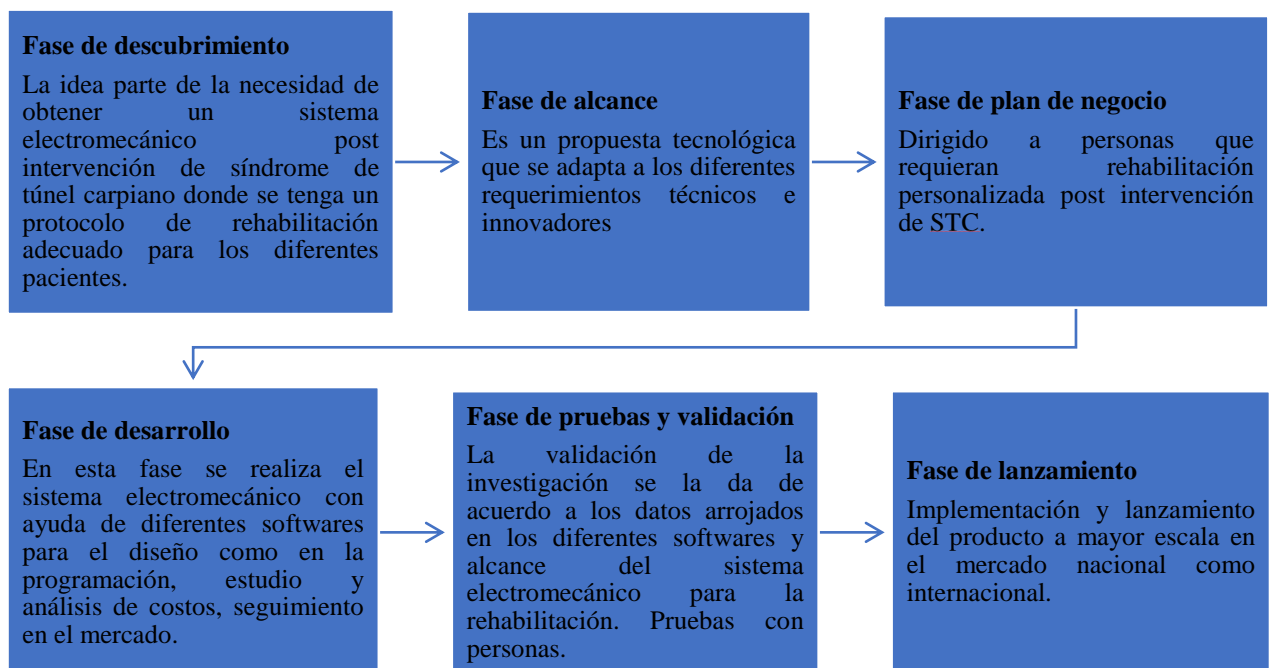 Fase de descubrimiento
La idea parte de la necesidad de
obtener un sistema
electromecánico post
intervención de síndrome de
túnel carpiano donde se tenga un
protocolo de rehabilitación
adecuado para los diferentes
pacientes.
Fase de alcance
Es un propuesta tecnológica
que se adapta a los diferentes
requerimientos técnicos e
innovadores
Fase de plan de negocio
Dirigido a personas que
requieran rehabilitación
personalizada post intervención
de STC.
Fase de desarrollo
En esta fase se realiza el
sistema electromecánico con
ayuda de diferentes softwares
para el diseño como en la
programación, estudio y
análisis de costos, seguimiento
en el mercado.
Fase de pruebas y validación
La validación de la
investigación se la da de
acuerdo a los datos arrojados
en los diferentes softwares y
alcance del sistema
electromecánico para la
rehabilitación. Pruebas con
personas.
Fase de lanzamiento
Implementación y lanzamiento
del producto a mayor escala en
el mercado nacional como
internacional.